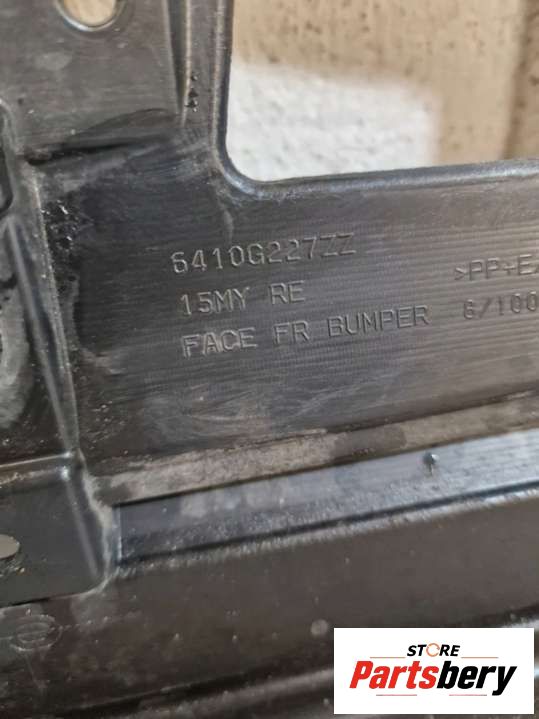 6410G227ZZ
15MY RE
FACE FR BUMPER
>PP+E/
6/100
STORE
Partsbery